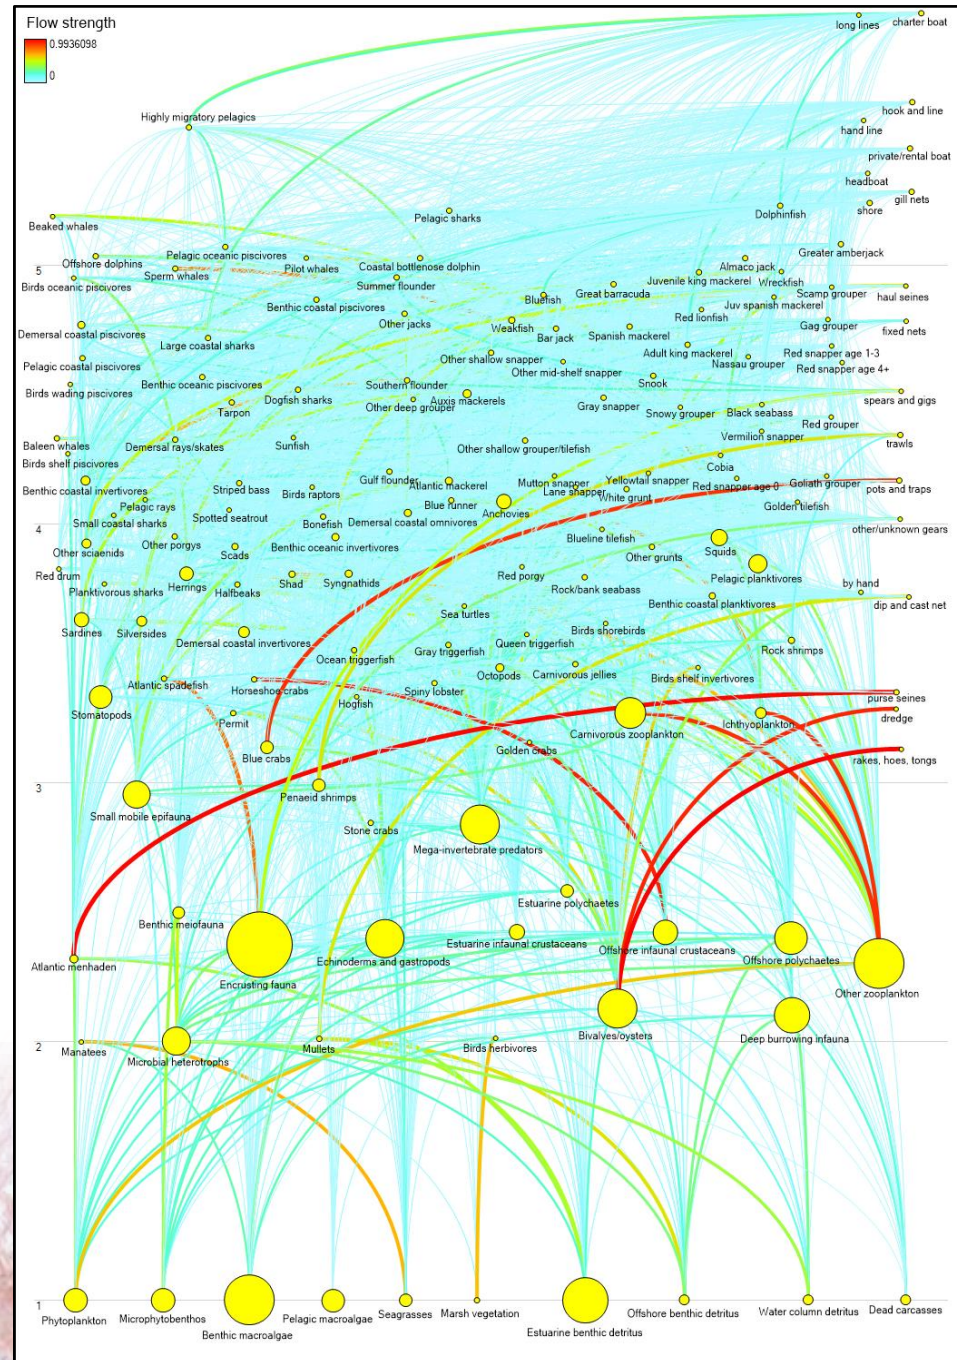 Flow strength
0.9936098
0
long lines
charter boat
Highly migratory pelagics
hook and line
hand line
private/rental boat
headboat
gill nets
shore
Pelagic sharks
Dolphinfish
Beaked whales
Offshore dolphins
Pelagic oceanic piscivores
Greater amberjack
5
Sperm whales
Pilot whales
Coastal bottlenose dolphin
Almaco jack
Birds oceanic piscivores
Summer flounder
Juvenile king mackerel
Wreckfish
Bluefish
Great barracuda
Scamp grouper
haul seines
Benthic coastal piscivores
Juv spanish mackerel
Other jacks
Weakfish
Bar jack
Spanish mackerel
Red lionfish
Gag grouper
fixed nets
Demersal coastal piscivores
Large coastal sharks
Adult king mackerel
Red snapper age 1-3
Pelagic coastal piscivores
Other shallow snapper
Other mid-shelf snapper
Nassau grouper
Red snapper age 4+
Birds wading piscivores
Benthic oceanic piscivores
Southern flounder
Snook
Dogfish sharks
Tarpon
Other deep grouper
Auxis mackerels
Gray snapper
Snowy grouper
Black seabass
spears and gigs
Red grouper
Baleen whales
Demersal rays/skates
Sunfish
Other shallow grouper/tilefish
Vermilion snapper
trawls
Birds shelf piscivores
Cobia
Benthic coastal invertivores
Striped bass
Birds raptors
Gulf flounder
Atlantic mackerel
Mutton snapper
Yellowtail snapper
Red snapper age 0
Goliath grouper
pots and traps
Lane snapper
White grunt
Pelagic rays
Blue runner
Anchovies
Golden tilefish
Small coastal sharks
Spotted seatrout
Bonefish
Demersal coastal omnivores
4
other/unknown gears
Other sciaenids
Other porgys
Scads
Benthic oceanic invertivores
Blueline tilefish
Other grunts
Squids
Red drum
Planktivorous sharks
Herrings
Halfbeaks
Shad
Syngnathids
Red porgy
Rock/bank seabass
Pelagic planktivores
by hand
dip and cast net
Benthic coastal planktivores
Sardines
Silversides
Demersal coastal invertivores
Sea turtles
Birds shorebirds
Queen triggerfish
Rock shrimps
Ocean triggerfish
Gray triggerfish
Octopods
Carnivorous jellies
Birds shelf invertivores
Atlantic spadefish
Horseshoe crabs
Spiny lobster
Hogfish
Stomatopods
purse seines
Permit
Carnivorous zooplankton
Ichthyoplankton
dredge
Blue crabs
Golden crabs
rakes, hoes, tongs
3
Small mobile epifauna
Penaeid shrimps
Stone crabs
Mega-invertebrate predators
Estuarine polychaetes
Benthic meiofauna
Atlantic menhaden
Encrusting fauna
Echinoderms and gastropods
Estuarine infaunal crustaceans
Offshore infaunal crustaceans
Offshore polychaetes
Other zooplankton
2
Manatees
Microbial heterotrophs
Mullets
Birds herbivores
Bivalves/oysters
Deep burrowing infauna
1
Phytoplankton
Microphytobenthos
Benthic macroalgae
Pelagic macroalgae
Seagrasses
Marsh vegetation
Estuarine benthic detritus
Offshore benthic detritus
Water column detritus
Dead carcasses